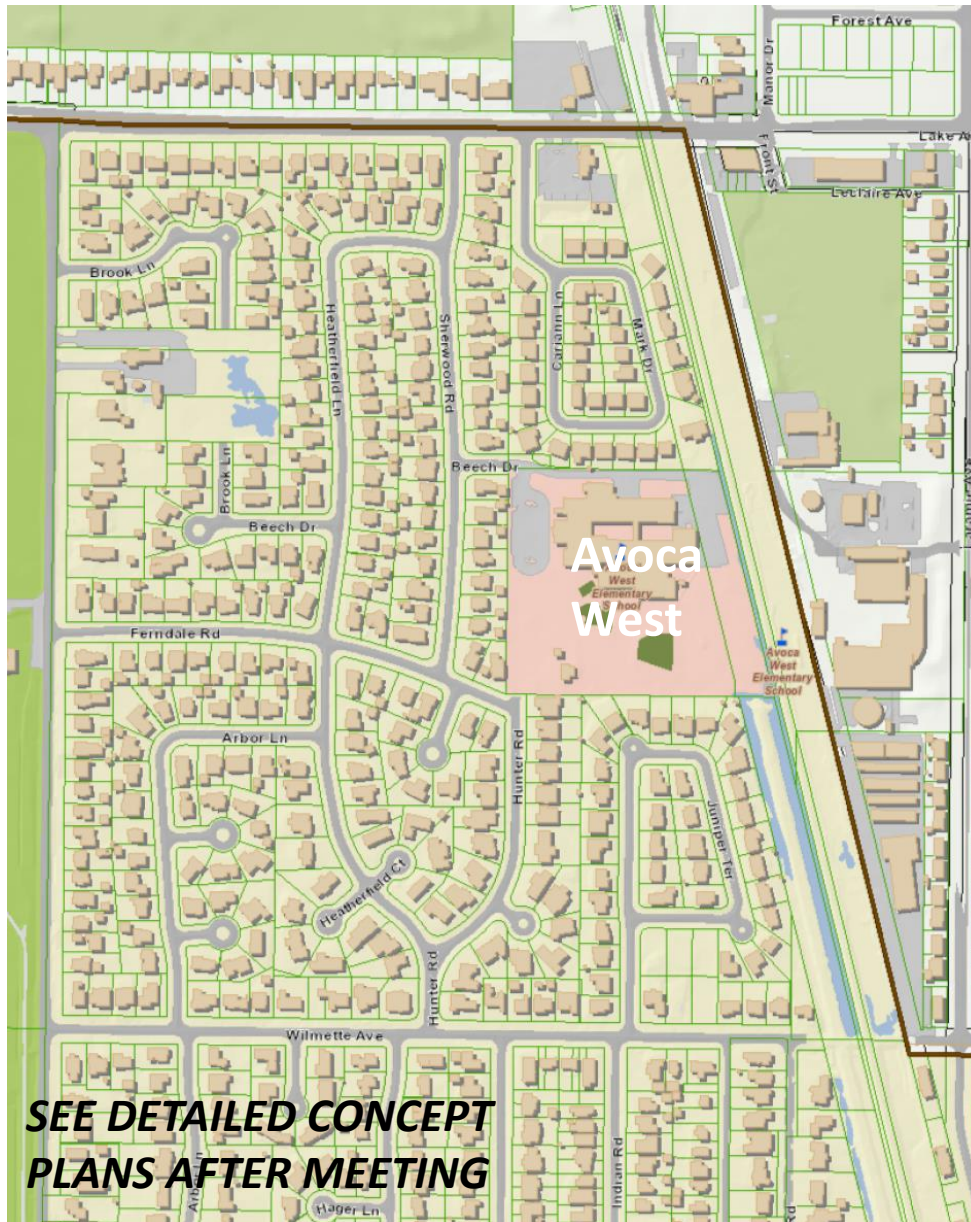 Forest Ave
Manor Dr
Lake A
Front St
Leclaire Ave
Brook Ln
Heatherfield Ln
Sherwood Rd
Carlann Ln
Mark Dr
Beech Dr
Brook Ln
Beech Dr
Avoca
West
West
Elementary
School
Ferndale Rd
Avoca
West
Elementary
School
Arbor Ln
Hunter Rd
Juniper Ter
Heatherfield Ct
Hunter Rd
Wilmette Ave
SEE DETAILED CONCEPT
PLANS AFTER MEETING
Indian Rd
Rd
Hager Ln